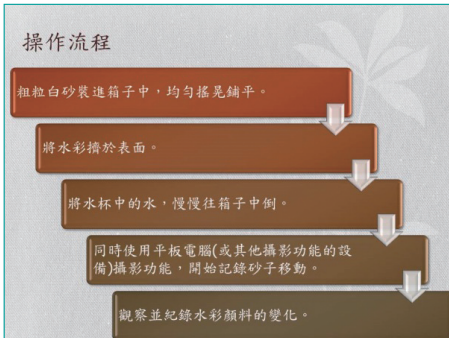 操作流程
粗粒白砂裝進箱子中，均勻搖晃鋪平。
將水彩擠於表面。
將水杯中的水，慢慢往箱子中倒。
同時使用平板電腦(或其他攝影功能的設
備)攝影功能，開始記錄砂子移動。
觀察並紀錄水彩顏料的變化。